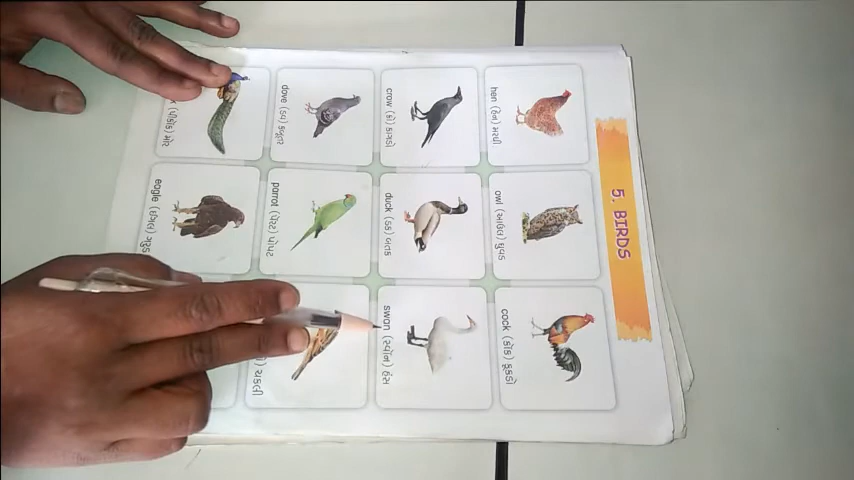 5. BIRDS
hen (હેન) મરઘી
owl (આઉલ) ઘુવડ
cock (કૉક) કૂકડો
crow (ક્રો) કાગડો
duck (ડક) બતક
swan (સ્વૉન) હંસ
dove (ડવ) કબૂતર
parrot (પૅરટ) પોપટ
ચકલી
(પીકૉક) મોર
eagle (ઈગલ) ગરુડ